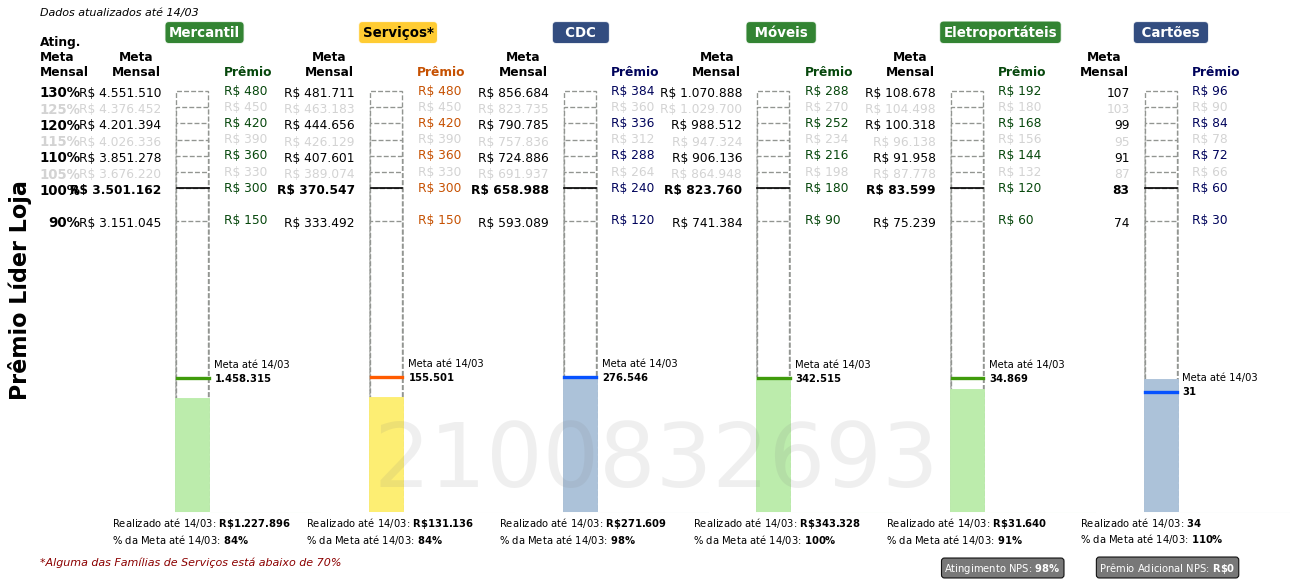 Dados atualizados até 14/03
Mercantil Serviços* CDC Móveis Eletroportáteis Cartões
Ating. Meta Mensal Meta Mensal Prêmio Meta Mensal Prêmio Meta Mensal Prêmio Meta Mensal Prêmio Meta Mensal Prêmio Meta Mensal Prêmio
130% R$ 4.551.510 R$ 480 R$ 481.711 R$ 480 R$ 856.684 R$ 384 R$ 1.070.888 R$ 288 R$ 108.678 R$ 192 107 R$ 96
125% R$ 4.376.452 R$ 450 R$ 463.183 R$ 450 R$ 823.735 R$ 360 R$ 1.029.700 R$ 270 R$ 104.498 R$ 180 103 R$ 90
120% R$ 4.201.394 R$ 420 R$ 444.656 R$ 420 R$ 790.785 R$ 336 R$ 988.512 R$ 252 R$ 100.318 R$ 168 99 R$ 84
115% R$ 4.026.336 R$ 390 R$ 426.129 R$ 390 R$ 757.836 R$ 312 R$ 947.324 R$ 234 R$ 96.138 R$ 156 95 R$ 78
110% R$ 3.851.278 R$ 360 R$ 407.601 R$ 360 R$ 724.886 R$ 288 R$ 906.136 R$ 216 R$ 91.958 R$ 144 91 R$ 72
105% R$ 3.676.220 R$ 330 R$ 389.074 R$ 330 R$ 691.937 R$ 264 R$ 864.948 R$ 198 R$ 87.778 R$ 132 87 R$ 66
100% R$ 3.501.162 R$ 300 R$ 370.547 R$ 300 R$ 658.988 R$ 240 R$ 823.760 R$ 180 R$ 83.599 R$ 120 83 R$ 60
90% R$ 3.151.045 R$ 150 R$ 333.492 R$ 150 R$ 593.089 R$ 120 R$ 741.384 R$ 90 R$ 75.239 R$ 60 74 R$ 30
Prêmio Líder Loja
Meta até 14/03 Meta até 14/03 Meta até 14/03 Meta até 14/03 Meta até 14/03 Meta até 14/03
1.458.315 155.501 276.546 342.515 34.869 31
2100832693
Realizado até 14/03: R$1.227.896 Realizado até 14/03: R$131.136 Realizado até 14/03: R$271.609 Realizado até 14/03: R$343.328 Realizado até 14/03: R$31.640 Realizado até 14/03: 34
% da Meta até 14/03: 84% % da Meta até 14/03: 84% % da Meta até 14/03: 98% % da Meta até 14/03: 100% % da Meta até 14/03: 91% % da Meta até 14/03: 110%
*Alguma das Famílias de Serviços está abaixo de 70%
Atingimento NPS: 98% Prêmio Adicional NPS: R$0